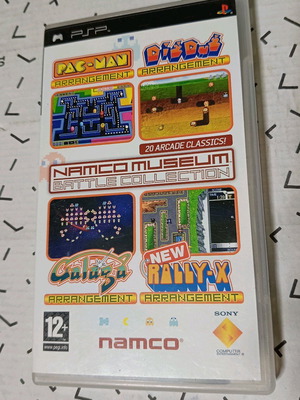 PSP
PAC-MAN
ARRANGEMENT
DIG DUG
ARRANGEMENT
20 ARCADE CLASSICS!
NAMCO MUSEUM
BATTLE COLLECTION
Galaga
ARRANGEMENT
NEW
RALLY-X
ARRANGEMENT
12+
www.pegi.info
namco
SONY
COMPUTER
ENTERTAINMENT